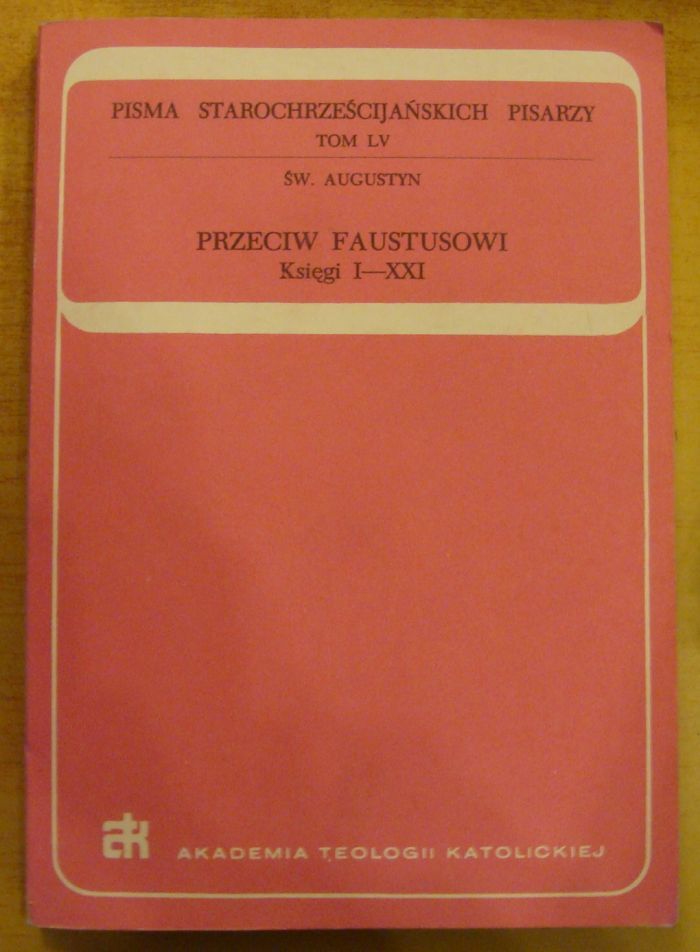 PISMA STAROCHRZEŚCIJAŃSKICH PISARZY
TOM LV
ŚW. AUGUSTYN
PRZECIW FAUSTUSOWI
Księgi I—XXI
atk AKADEMIA TEOLOGII KATOLICKIEJ